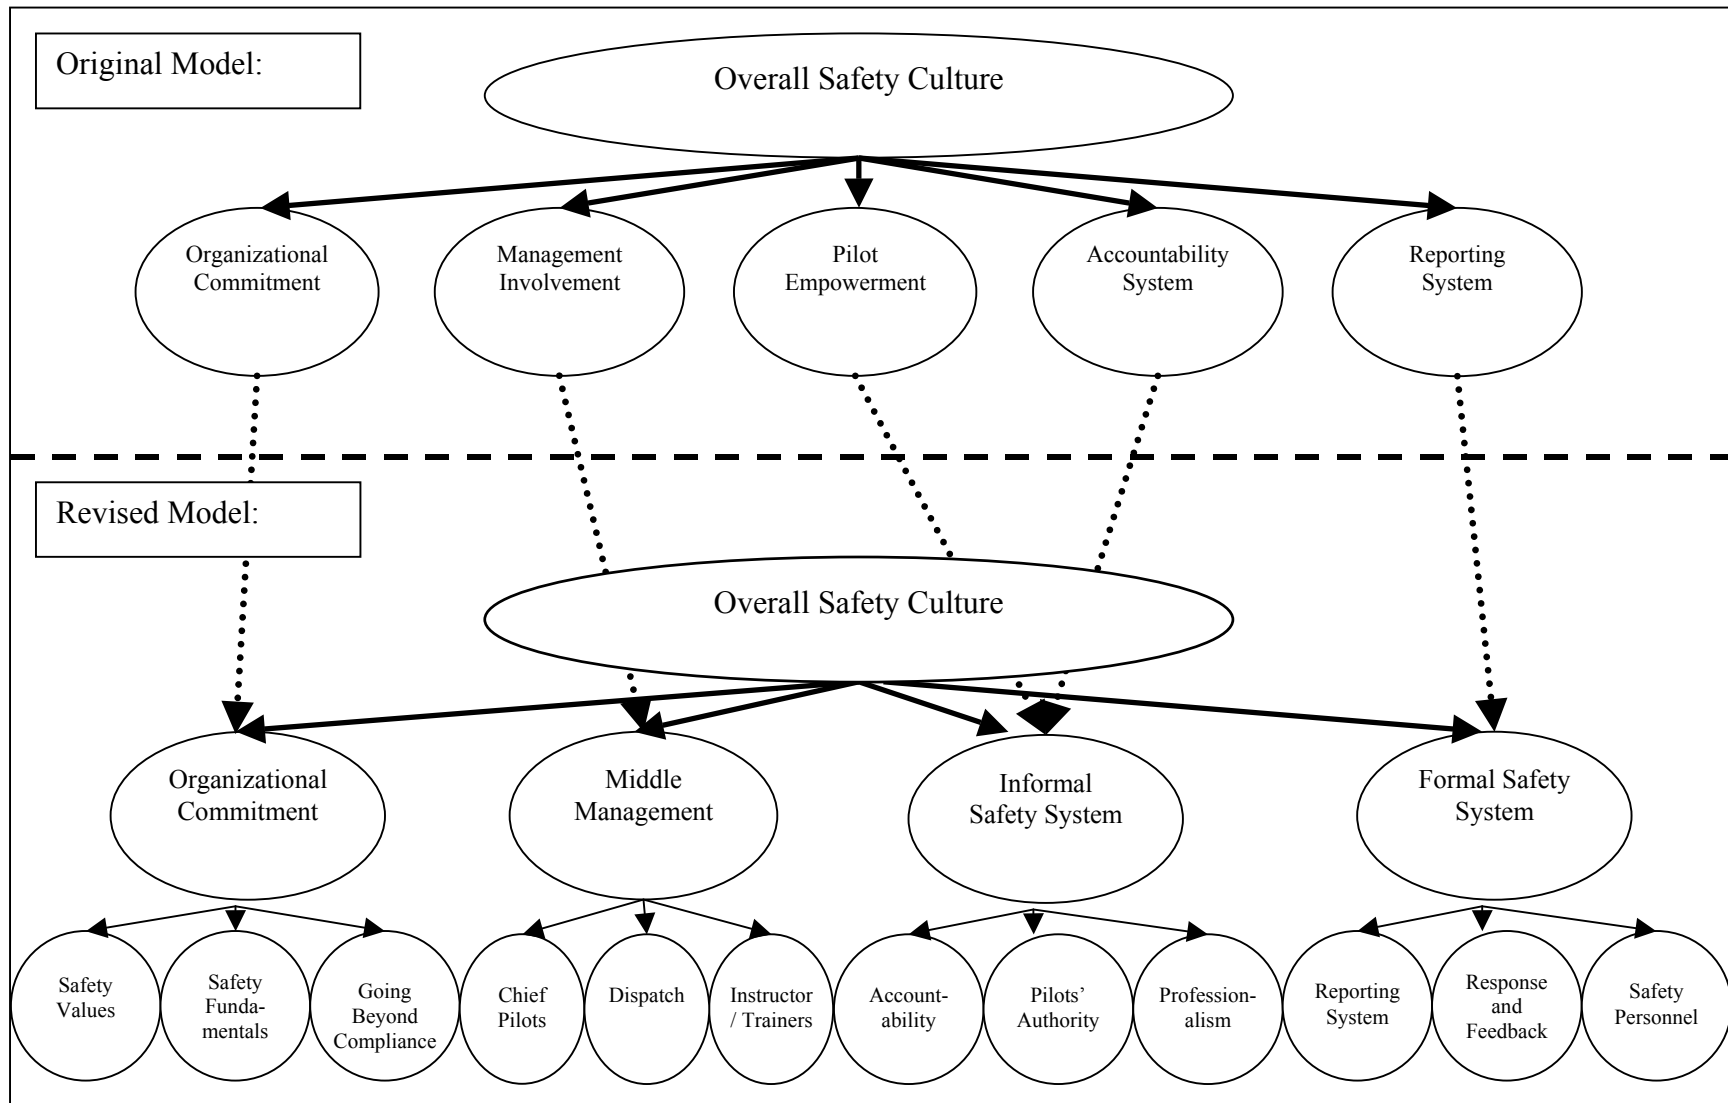 Original Model:
Overall Safety Culture
Organizational
Commitment
Management
Involvement
Pilot
Empowerment
Accountability
System
Reporting
System
Revised Model:
Overall Safety Culture
Organizational
Commitment
Middle
Management
Informal
Safety System
Formal Safety
System
Safety
Values
Safety
Funda-
mentals
Going
Beyond
Compliance
Chief
Pilots
Dispatch
Instructor
/ Trainers
Account-
ability
Pilots’
Authority
Profession-
alism
Reporting
System
Response
and
Feedback
Safety
Personnel